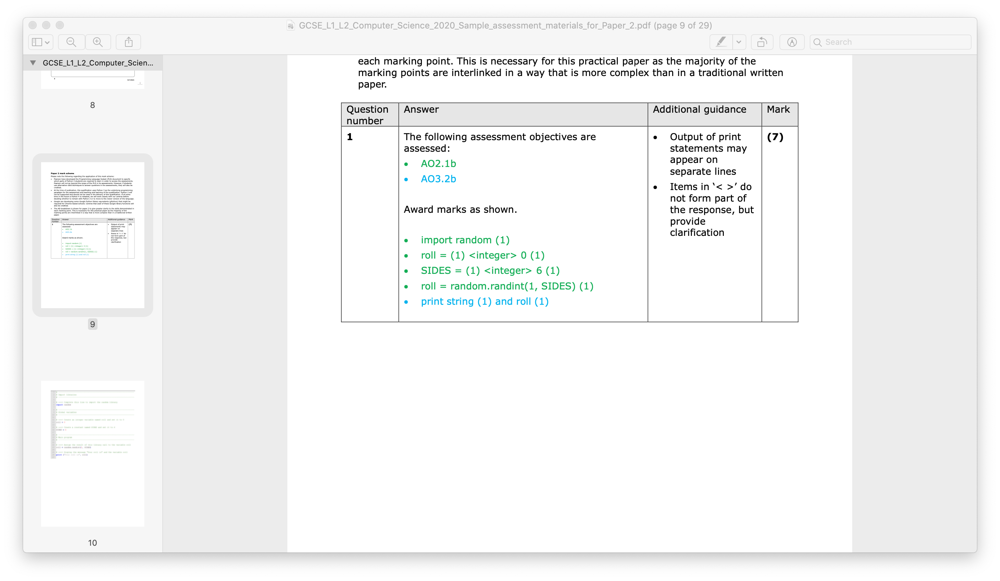 GCSE_L1_L2_Computer_Science_2020_Sample_assessment_materials_for_Paper_2.pdf (page 9 of 29)
Search
GCSE_L1_L2_Computer_Scien...
8
9
10
each marking point. This is necessary for this practical paper as the majority of the
marking points are interlinked in a way that is more complex than in a traditional written
paper.
Question number
Answer
Additional guidance
Mark
1
The following assessment objectives are
assessed:
• AO2.1b
• AO3.2b
Award marks as shown.
• import random (1)
• roll = (1) <integer> 0 (1)
• SIDES = (1) <integer> 6 (1)
• roll = random.randint(1, SIDES) (1)
• print string (1) and roll (1)
• Output of print
statements may
appear on
separate lines
• Items in ‘< >’ do
not form part of
the response, but
provide
clarification
(7)